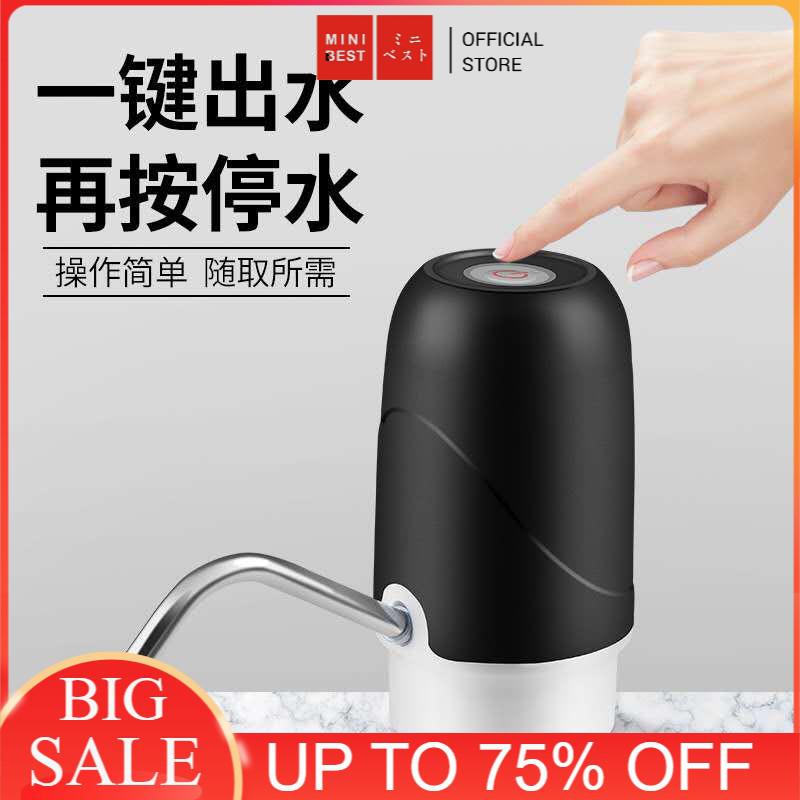 MINI
BEST
ミニ
ベスト
OFFICIAL
STORE
一键出水
再按停水
操作简单 随取所需
BIG
SALE
UP TO 75% OFF